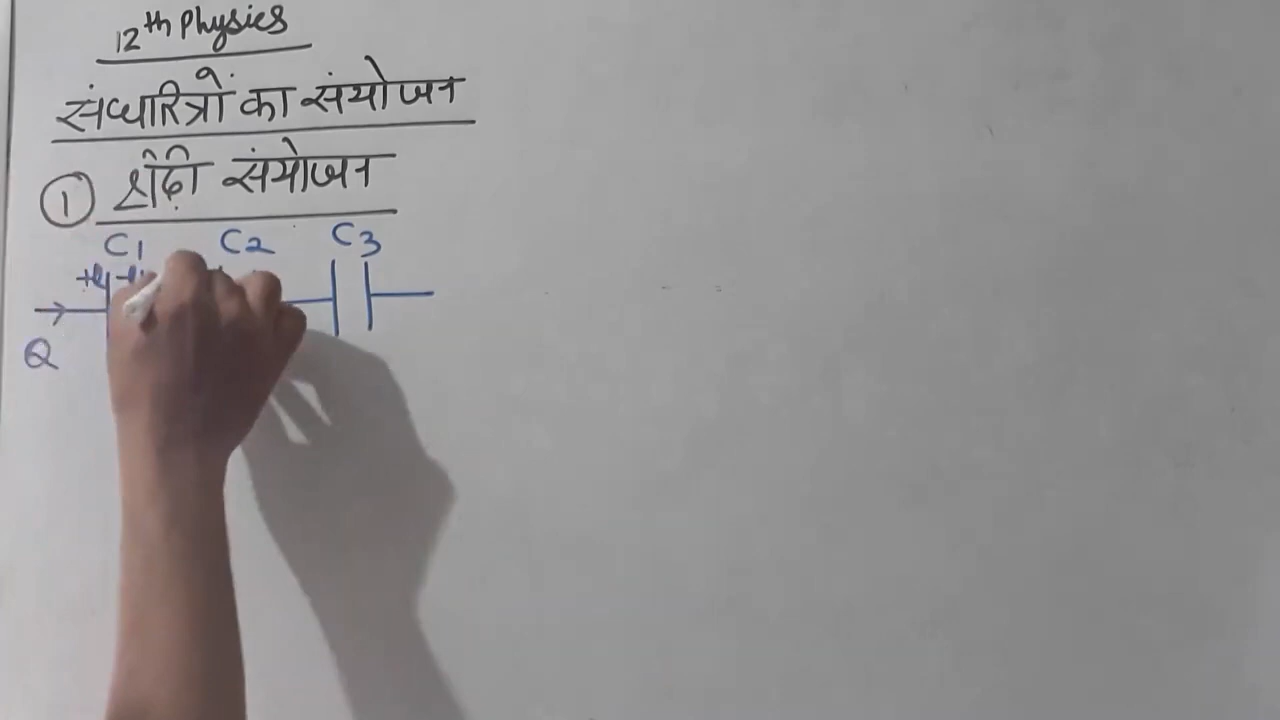 12th Physics
संधारित्रों का संयोजन
① श्रेढ़ी संयोजन
C1 C2 C3
Q